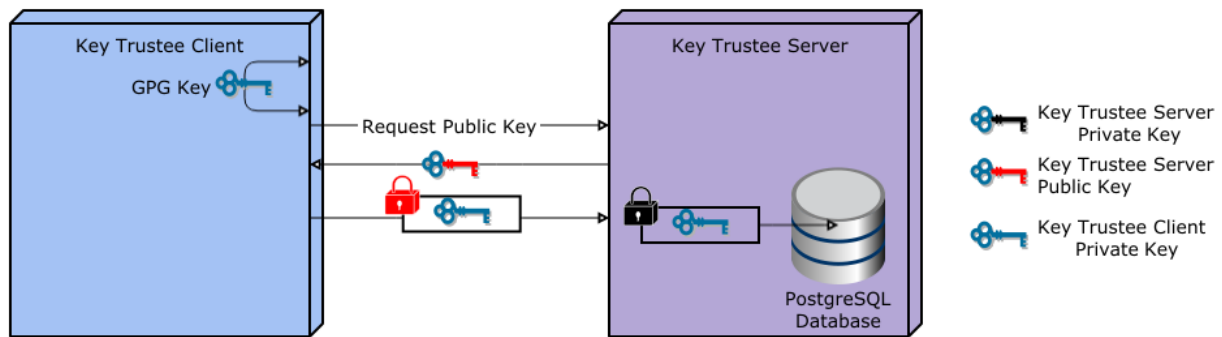 Key Trustee Client
GPG Key
Request Public Key
Key Trustee Server
PostgreSQL
Database
Key Trustee Server
Private Key
Key Trustee Server
Public Key
Key Trustee Client
Private Key